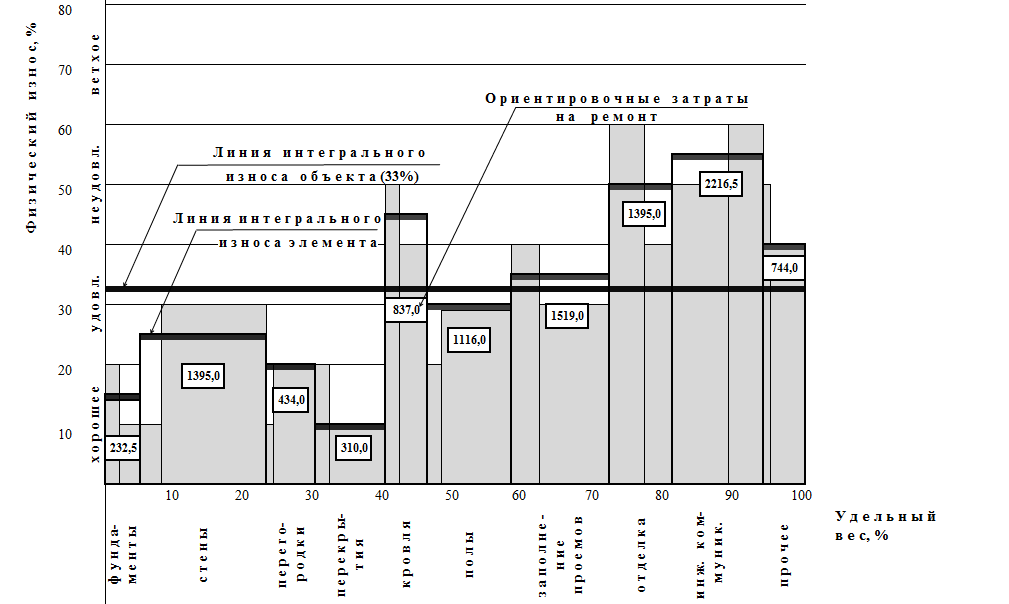 Физический износ, %
80
70
60
50
40
30
20
10
ветхое
неудовл.
удовл.
хорошее
Ориентировочные затраты
на ремонт
Линия интегрального
износа объекта (33%)
Линия интегрального
износа элемента
232,5
1395,0
434,0
310,0
837,0
1116,0
1519,0
1395,0
2216,5
744,0
10 20 30 40 50 60 70 80 90 100
Удельный
вес, %
фунда-
менты
стены
перего-
родки
перекры-
тия
кровля
полы
заполне-
ние
проемов
отделка
инж. ком-
муник.
прочее